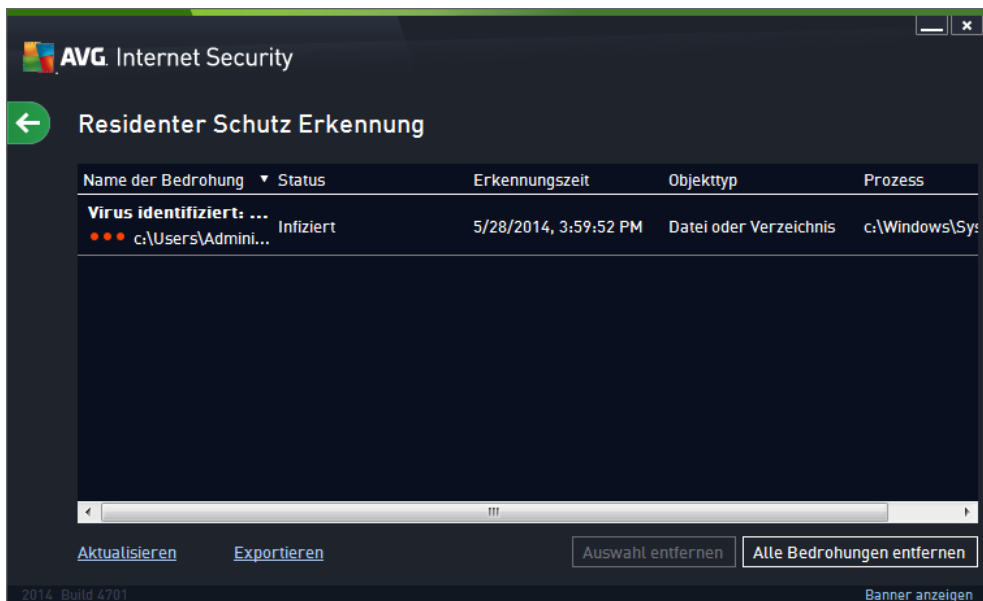 AVG. Internet Security
Residenter Schutz Erkennung
Name der Bedrohung Status Erkennungszeit Objekttyp Prozess
Virus identifiziert: ...
c:\Users\Admini... Infiziert 5/28/2014, 3:59:52 PM Datei oder Verzeichnis c:\Windows\Sys
Aktualisieren Exportieren Auswahl entfernen Alle Bedrohungen entfernen
2014 Build 4701 Banner anzeigen